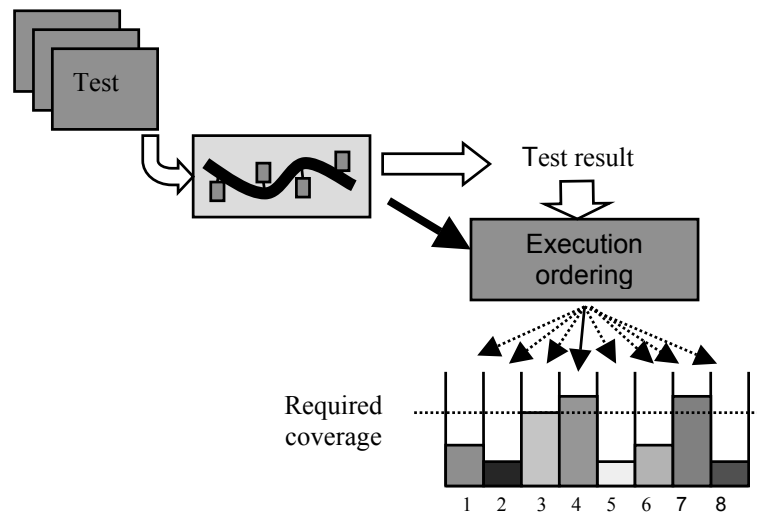 Test
Test result
Execution
ordering
Required
coverage
1 2 3 4 5 6 7 8